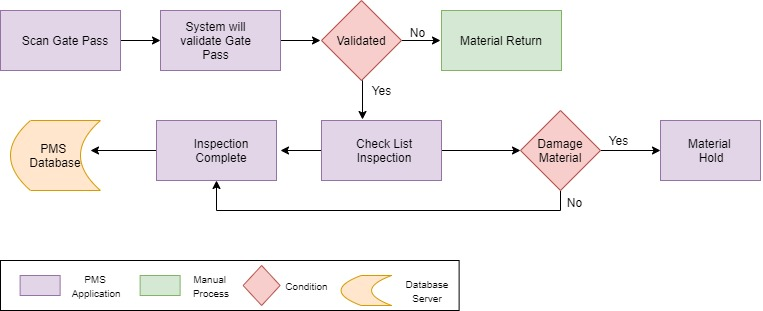 Scan Gate Pass
System will
validate Gate
Pass
Validated
No
Material Return
Yes
PMS
Database
Inspection
Complete
Check List
Inspection
Damage
Material
Yes
Material
Hold
No
PMS
Application
Manual
Process
Condition
Database
Server